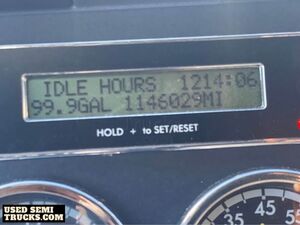 IDLE HOURS 1214:06
99.9GAL 1146029MI
HOLD + to SET/RESET
USED SEMI
TRUCKS.COM
35
45
55